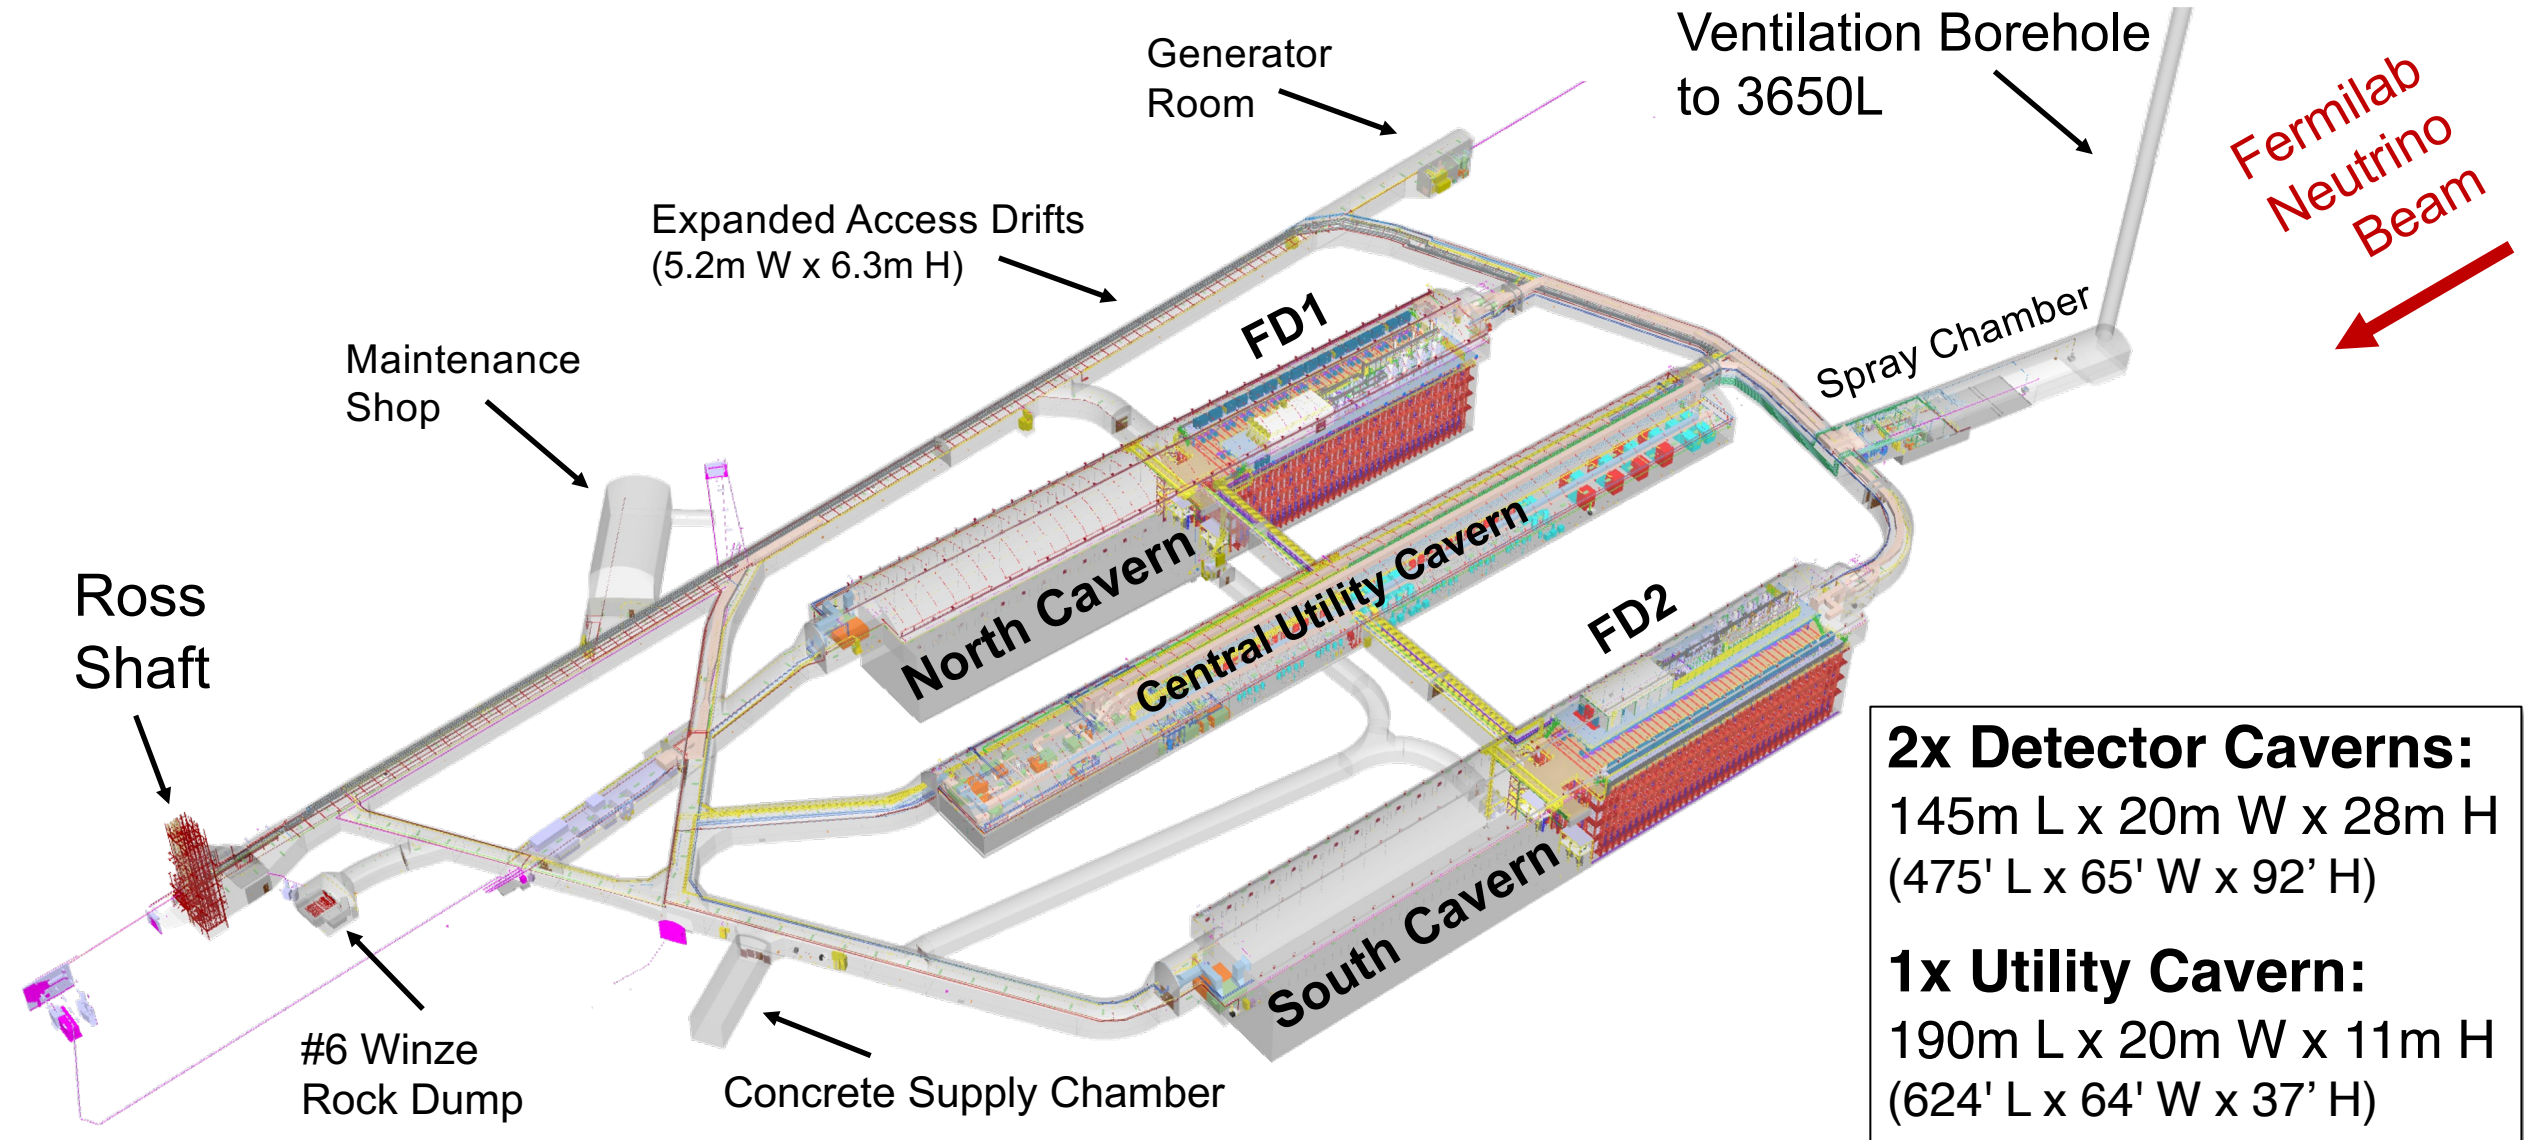 Generator
Room
Ventilation Borehole
to 3650L
Fermilab
Neutrino
Beam
Expanded Access Drifts
(5.2m W x 6.3m H)
Maintenance
Shop
FD1
Spray Chamber
Ross
Shaft
North Cavern
Central Utility Cavern
FD2
South Cavern
#6 Winze
Rock Dump
Concrete Supply Chamber
2x Detector Caverns:
145m L x 20m W x 28m H
(475' L x 65' W x 92’ H)
1x Utility Cavern:
190m L x 20m W x 11m H
(624' L x 64' W x 37’ H)